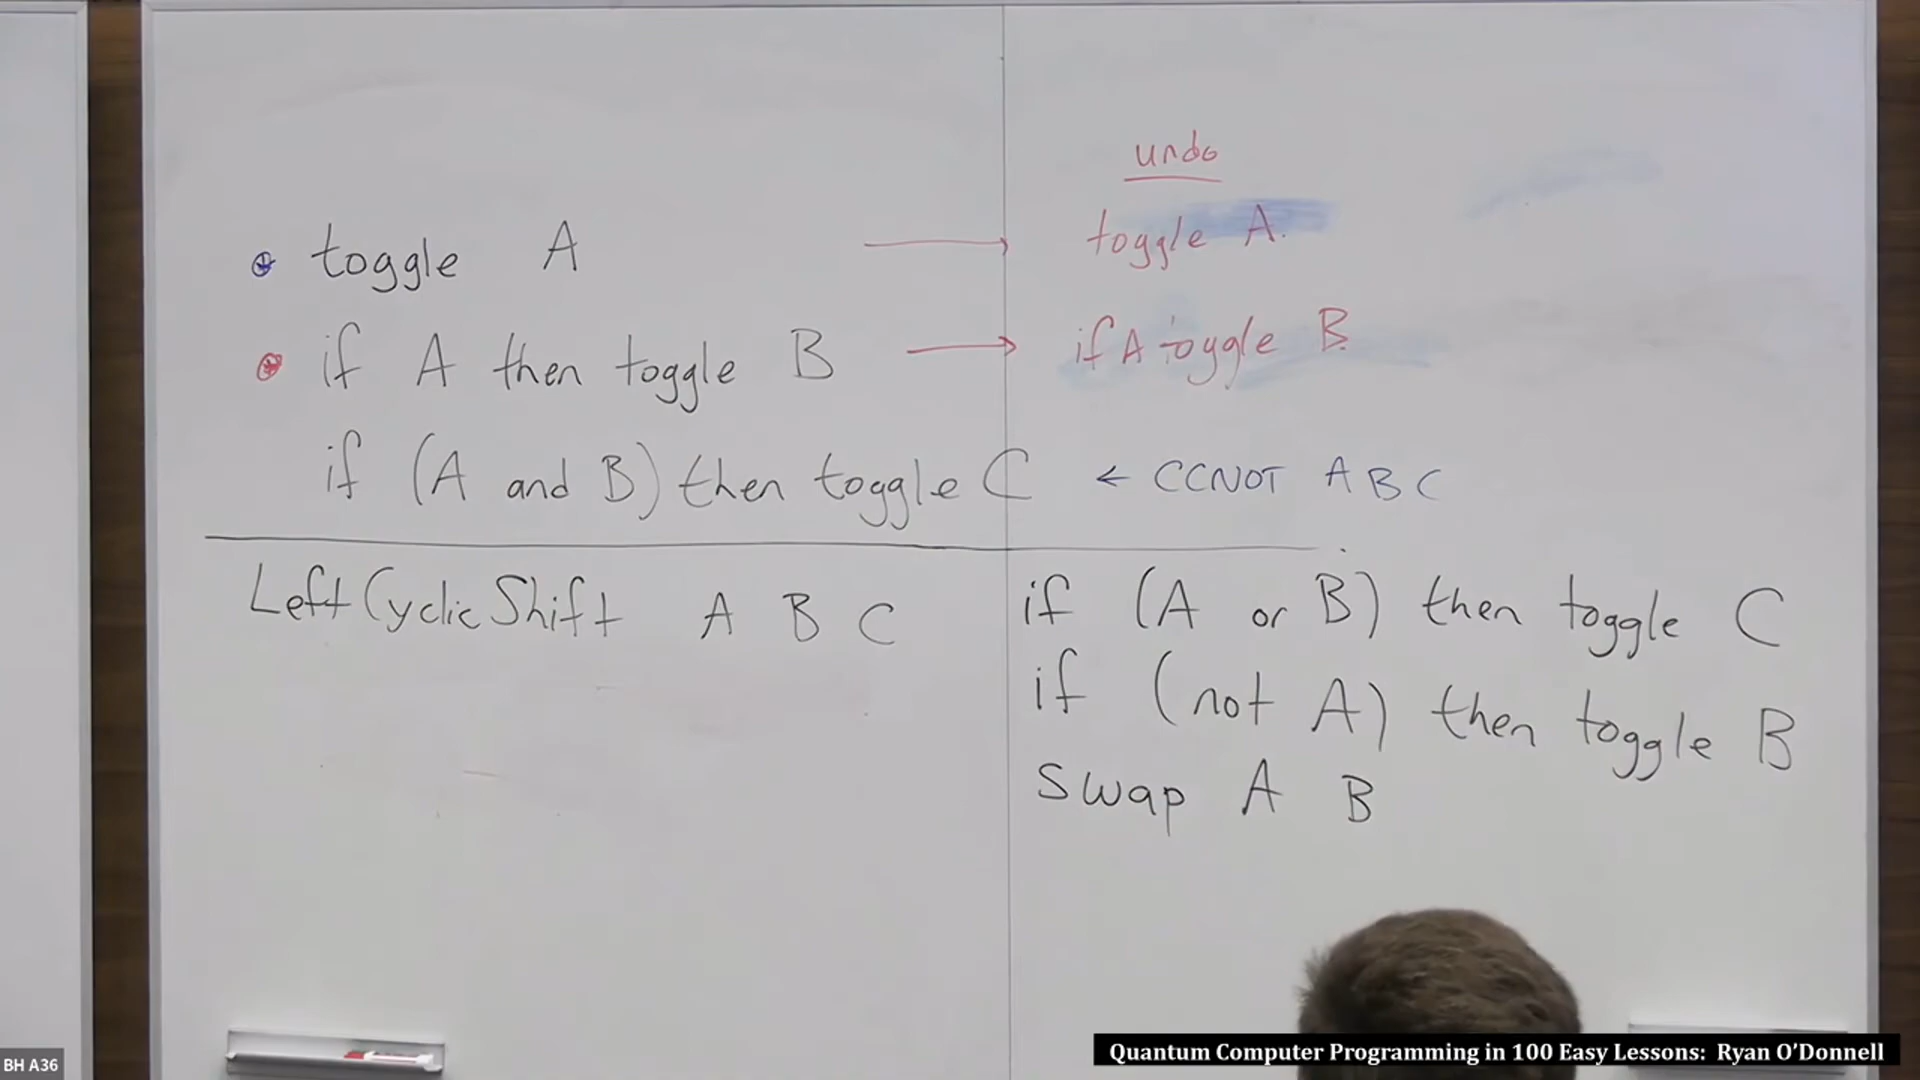 undo
toggle A toggle A.
if A then toggle B if A toggle B
if (A and B) then toggle C ← CCNOT A B C
LeftCyclicShift A B C
if (A or B) then toggle C
if (not A) then toggle B
Swap A B
BH A36
Quantum Computer Programming in 100 Easy Lessons: Ryan O'Donnell